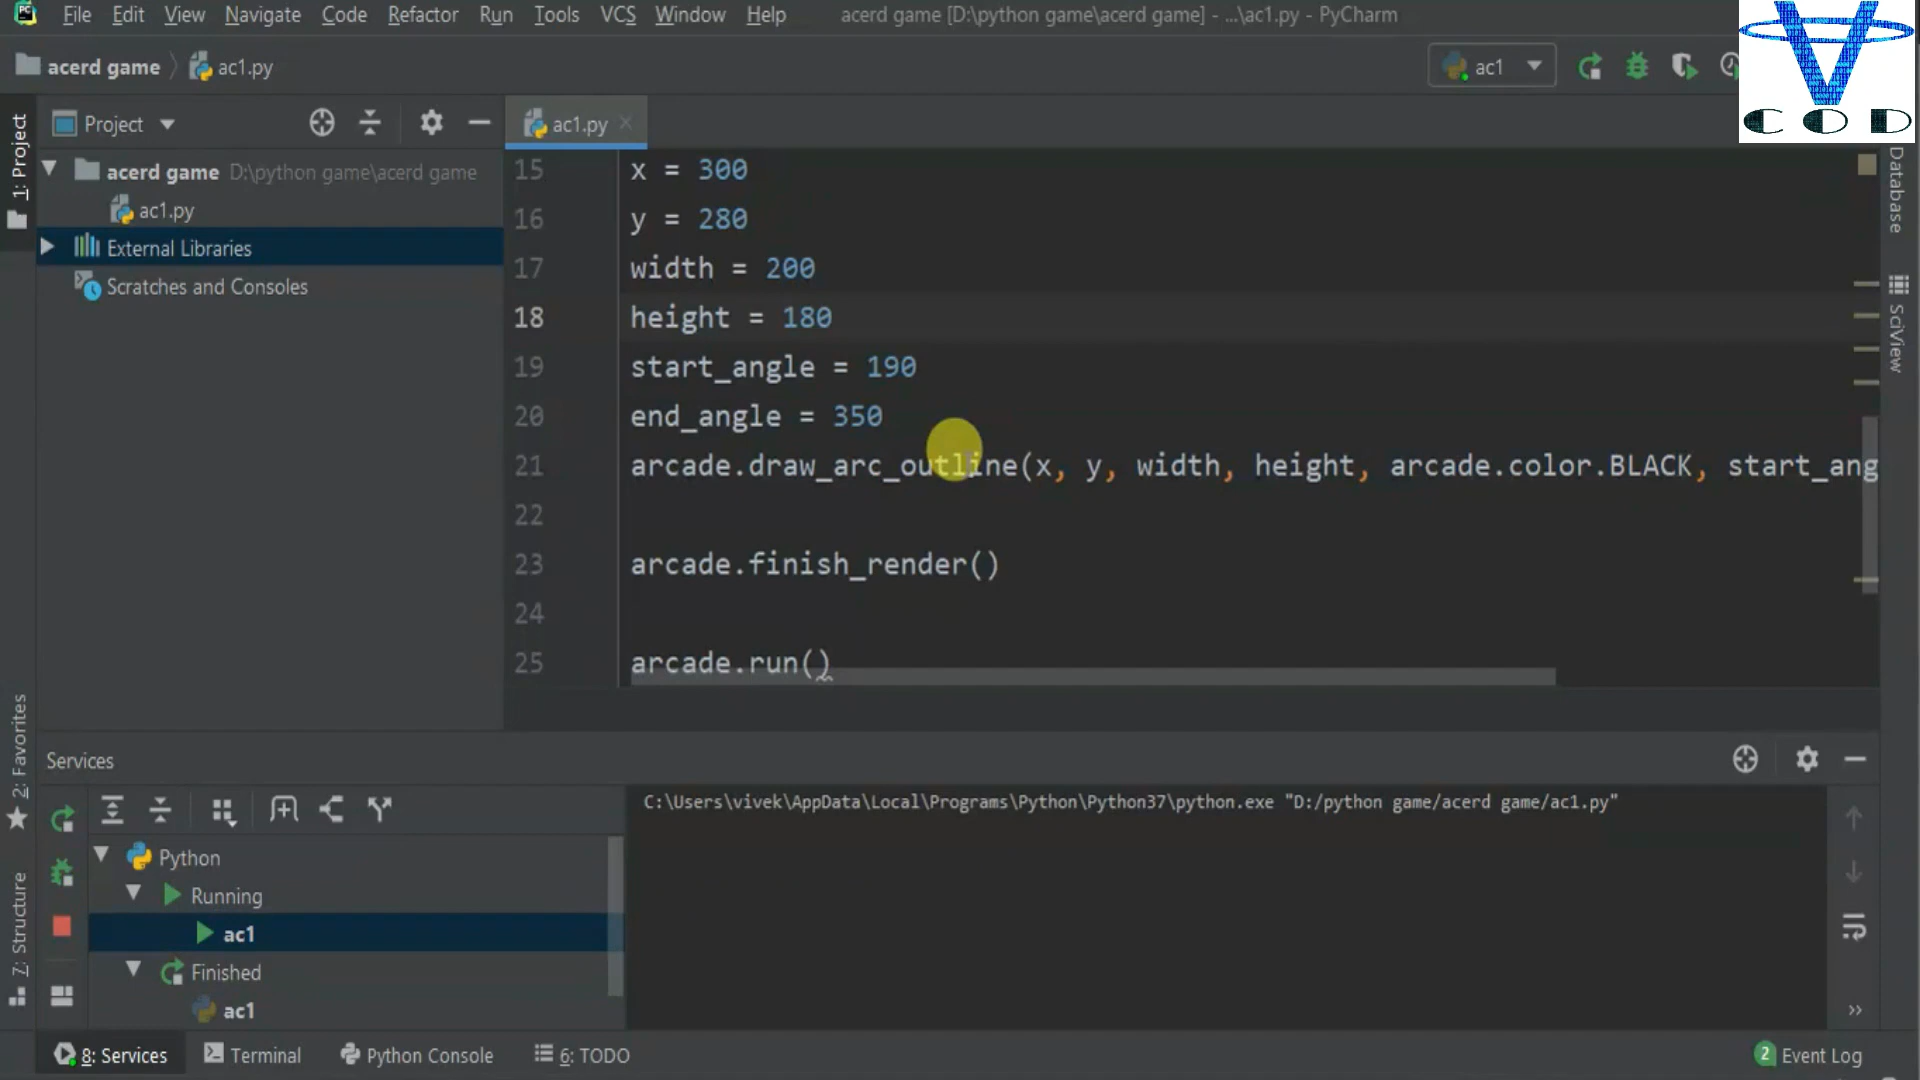 File Edit View Navigate Code Refactor Run Tools VCS Window Help acerd game [D:\python game\acerd game] - ...\ac1.py - PyCharm
acerd game ac1.py ac1
COD
1: Project
Project
ac1.py
acerd game D:\python game\acerd game
ac1.py
External Libraries
Scratches and Consoles
15 x = 300
16 y = 280
17 width = 200
18 height = 180
19 start_angle = 190
20 end_angle = 350
21 arcade.draw_arc_outline(x, y, width, height, arcade.color.BLACK, start_ang
22
23 arcade.finish_render()
24
25 arcade.run()
Database
SciView
2: Favorites
7: Structure
Services
C:\Users\vivek\AppData\Local\Programs\Python\Python37\python.exe "D:/python game/acerd game/ac1.py"
Python
Running
ac1
Finished
ac1
8: Services Terminal Python Console 6: TODO 2 Event Log